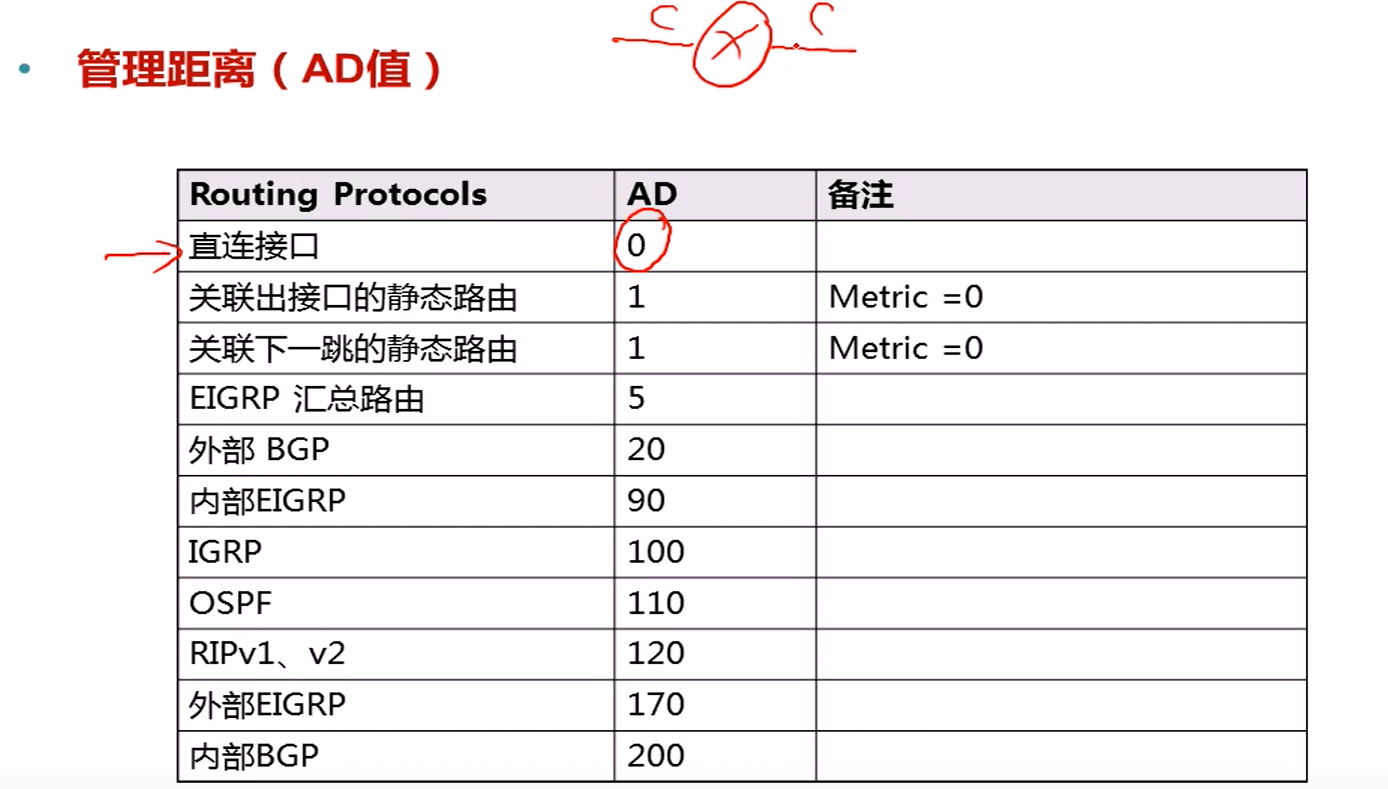 C C
• 管理距离（AD值）
Routing Protocols AD 备注
直连接口 0
关联出接口的静态路由 1 Metric =0
关联下一跳的静态路由 1 Metric =0
EIGRP 汇总路由 5
外部 BGP 20
内部EIGRP 90
IGRP 100
OSPF 110
RIPv1、v2 120
外部EIGRP 170
内部BGP 200